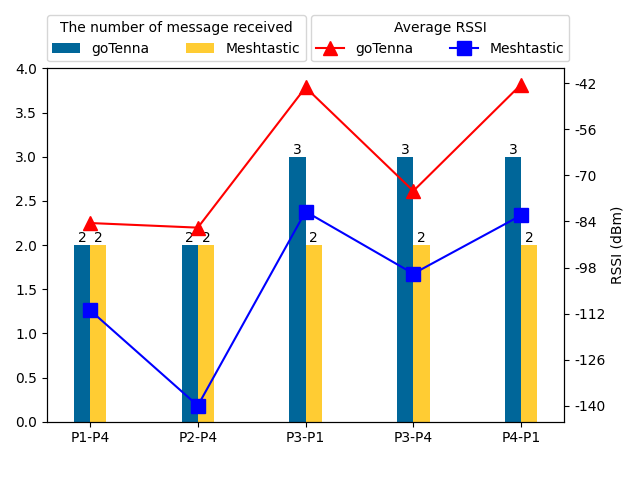 The number of message received
goTenna Meshtastic
Average RSSI
goTenna Meshtastic
4.0
3.5
3.0
2.5
2.0
1.5
1.0
0.5
0.0
2 2 2 2 3 2 3 2 3 2
-42
-56
-70
-84
-98
-112
-126
-140
RSSI (dBm)
P1-P4 P2-P4 P3-P1 P3-P4 P4-P1